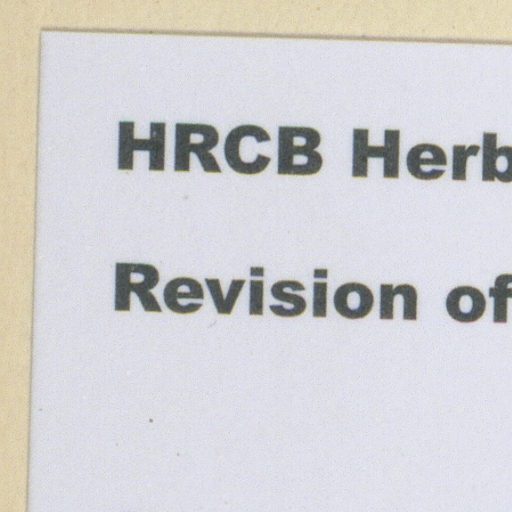 HRCB Herb
Revision of